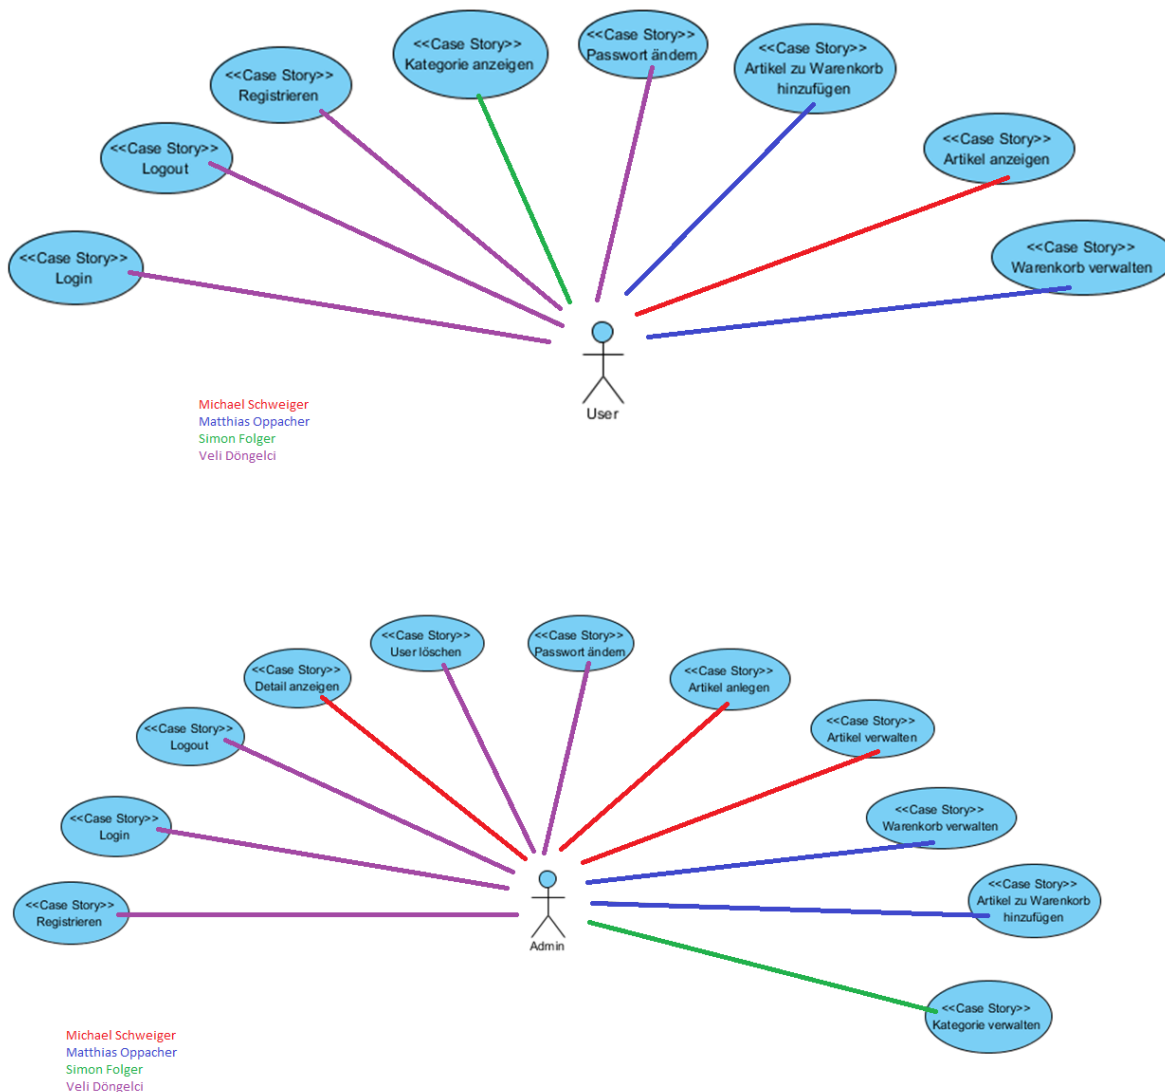 <<Case Story>>
Kategorie anzeigen
<<Case Story>>
Passwort ändern
<<Case Story>>
Artikel zu Warenkorb
hinzufügen
<<Case Story>>
Registrieren
<<Case Story>>
Artikel anzeigen
<<Case Story>>
Logout
<<Case Story>>
Warenkorb verwalten
<<Case Story>>
Login
User
Michael Schweiger
Matthias Oppacher
Simon Folger
Veli Döngelci
<<Case Story>>
User löschen
<<Case Story>>
Passwort ändern
<<Case Story>>
Detail anzeigen
<<Case Story>>
Artikel anlegen
<<Case Story>>
Logout
<<Case Story>>
Artikel verwalten
<<Case Story>>
Login
<<Case Story>>
Warenkorb verwalten
<<Case Story>>
Registrieren
<<Case Story>>
Artikel zu Warenkorb
hinzufügen
Admin
<<Case Story>>
Kategorie verwalten
Michael Schweiger
Matthias Oppacher
Simon Folger
Veli Döngelci